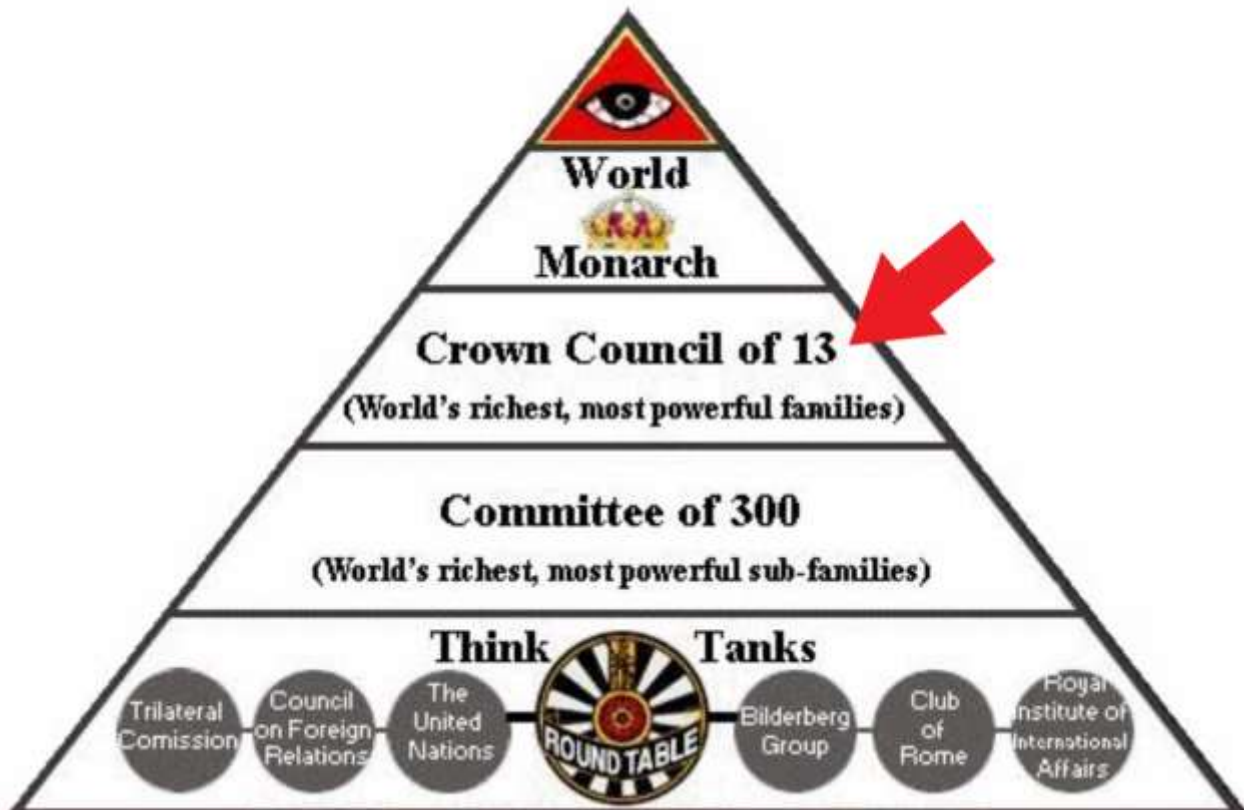 World
Monarch
Crown Council of 13
(World's richest, most powerful families)
Committee of 300
(World's richest, most powerful sub-families)
Think Tanks
Trilateral
Comission
Council
on Foreign
Relations
The
United
Nations
ROUND TABLE
Bilderberg
Group
Club
of
Rome
Royal
Institute of
International
Affairs